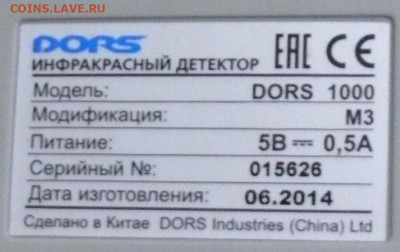 COINS.LAVE.RU
DORS EAC CE
ИНФРАКРАСНЫЙ ДЕТЕКТОР
Модель: DORS 1000
Модификация: М3
Питание: 5В ⎓ 0,5А
Серийный №: 015626
Дата изготовления: 06.2014
Сделано в Китае DORS Industries (China) Ltd